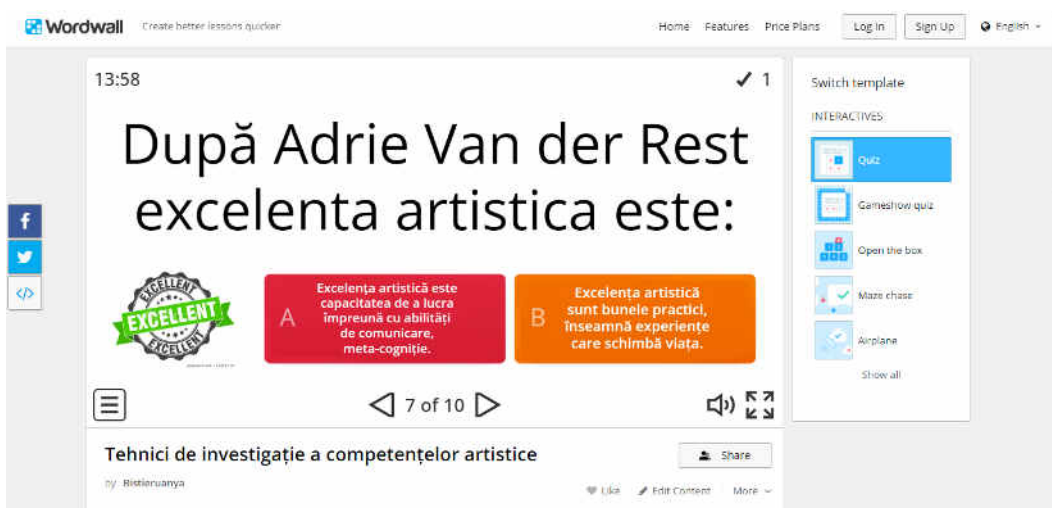 Wordwall Create better lessons quicker Home Features Price Plans Log In Sign Up English
13:58 1
După Adrie Van der Rest
excelenta artistica este:
EXCELLENT
EXCELLENT
EXCELLENT
A
Excelența artistică este
capacitatea de a lucra
împreună cu abilități
de comunicare,
meta-cogniție.
B
Excelența artistică
sunt bunele practici,
înseamnă experiențe
care schimbă viața.
7 of 10
Switch template
INTERACTIVES
Quiz
Gameshow quiz
Open the box
Maze chase
Airplane
Show all
Tehnici de investigație a competențelor artistice
Share
by Bistieruanya
Like Edit Content More